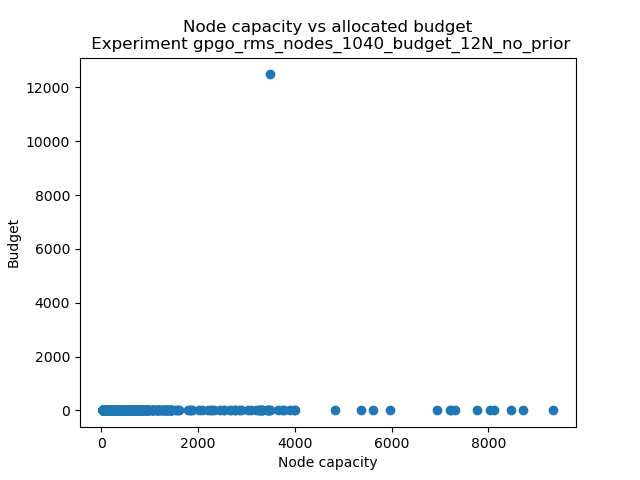 Node capacity vs allocated budget
Experiment gpgo_rms_nodes_1040_budget_12N_no_prior
12000
10000
8000
6000
4000
2000
0
Budget
0 2000 4000 6000 8000
Node capacity